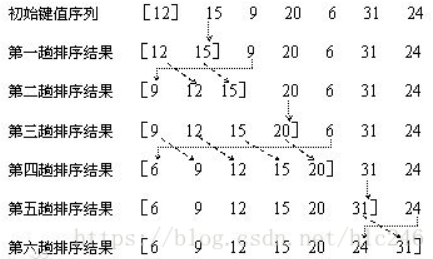 初始键值序列 [12] 15 9 20 6 31 24
第一趟排序结果 [12 15] 9 20 6 31 24
第二趟排序结果 [9 12 15] 20 6 31 24
第三趟排序结果 [9 12 15 20] 6 31 24
第四趟排序结果 [6 9 12 15 20] 31 24
第五趟排序结果 [6 9 12 15 20 31] 24
第六趟排序结果 [6 9 12 15 20 24 31]